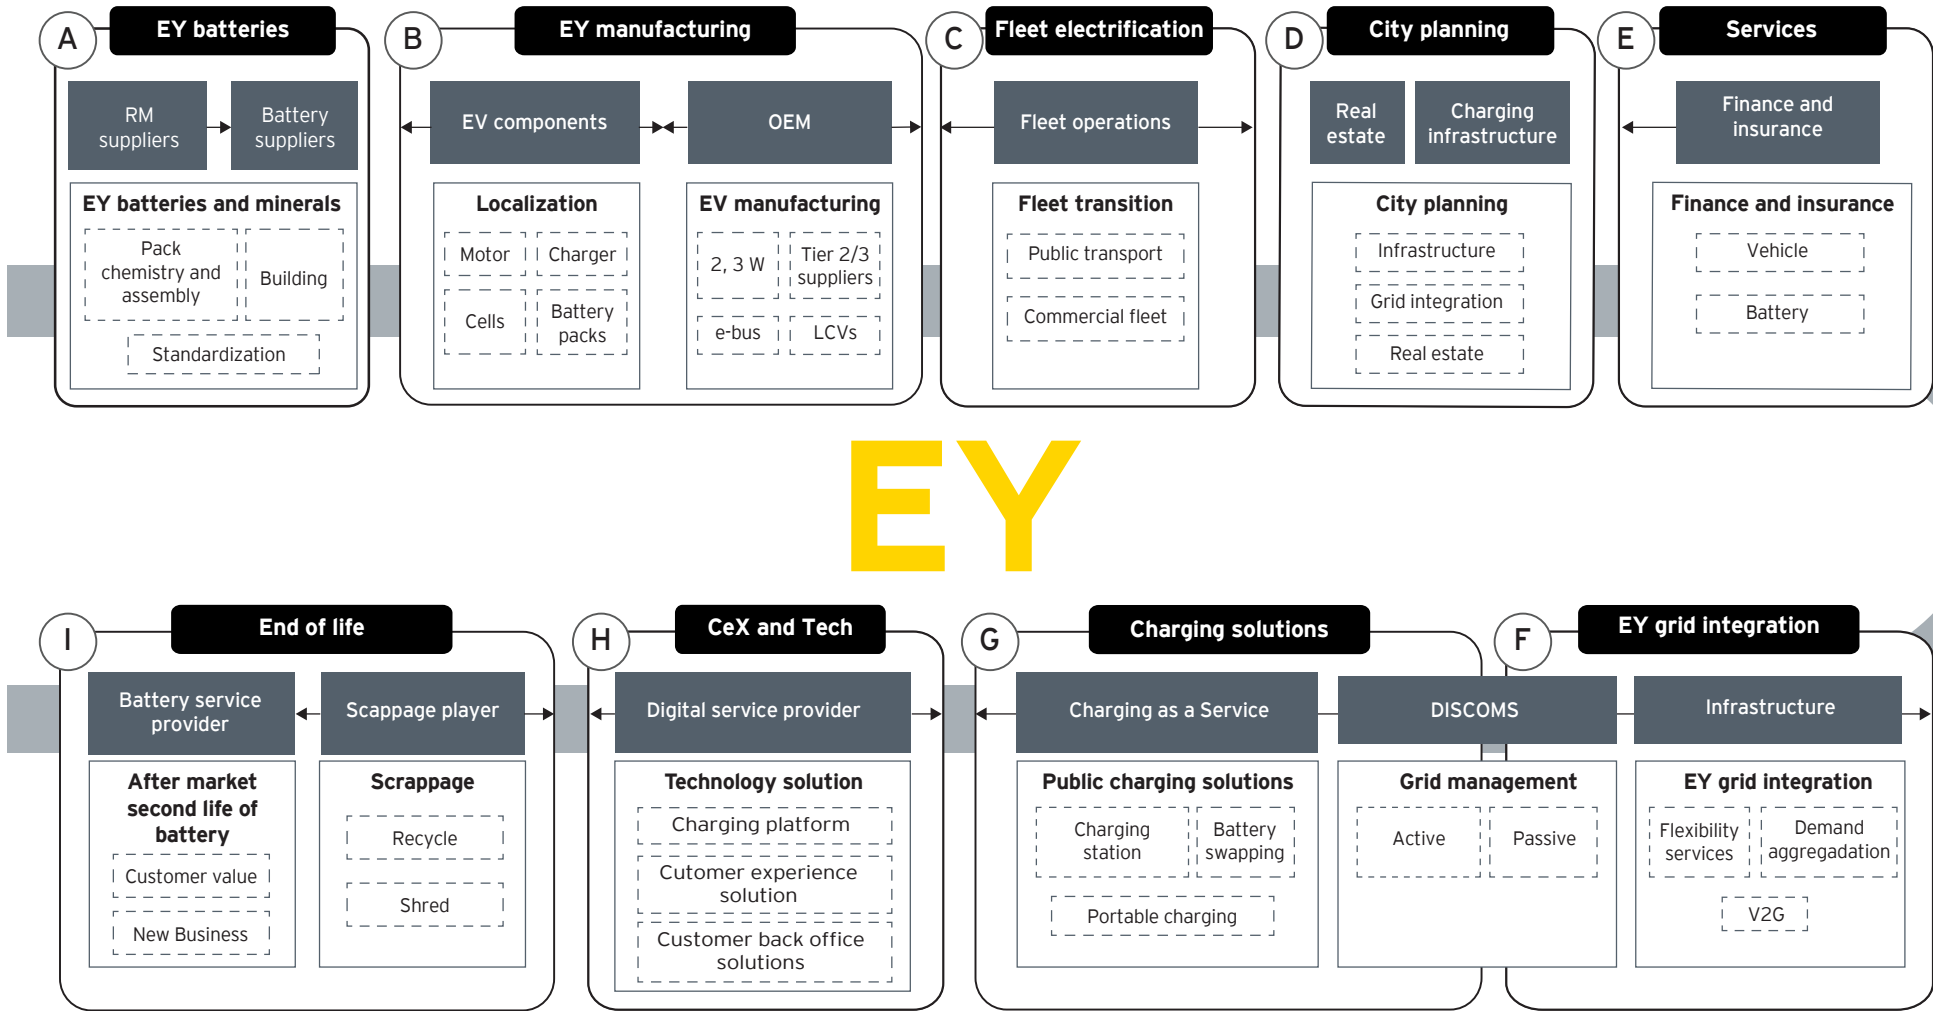 A
EY batteries
RM
suppliers
Battery
suppliers
EY batteries and minerals
Pack
chemistry and
assembly
Building
Standardization
B
EY manufacturing
EV components
OEM
Localization
Motor
Charger
Cells
Battery
packs
EV manufacturing
2, 3 W
Tier 2/3
suppliers
e-bus
LCVs
C
Fleet electrification
Fleet operations
Fleet transition
Public transport
Commercial fleet
D
City planning
Real
estate
Charging
infrastructure
City planning
Infrastructure
Grid integration
Real estate
E
Services
Finance and
insurance
Finance and insurance
Vehicle
Battery
EY
I
End of life
Battery service
provider
Scappage player
After market
second life of
battery
Customer value
New Business
Scrappage
Recycle
Shred
H
CeX and Tech
Digital service provider
Technology solution
Charging platform
Cutomer experience
solution
Customer back office
solutions
G
Charging solutions
Charging as a Service
DISCOMS
Public charging solutions
Charging
station
Battery
swapping
Portable charging
Grid management
Active
Passive
F
EY grid integration
Infrastructure
EY grid integration
Flexibility
services
Demand
aggregadation
V2G